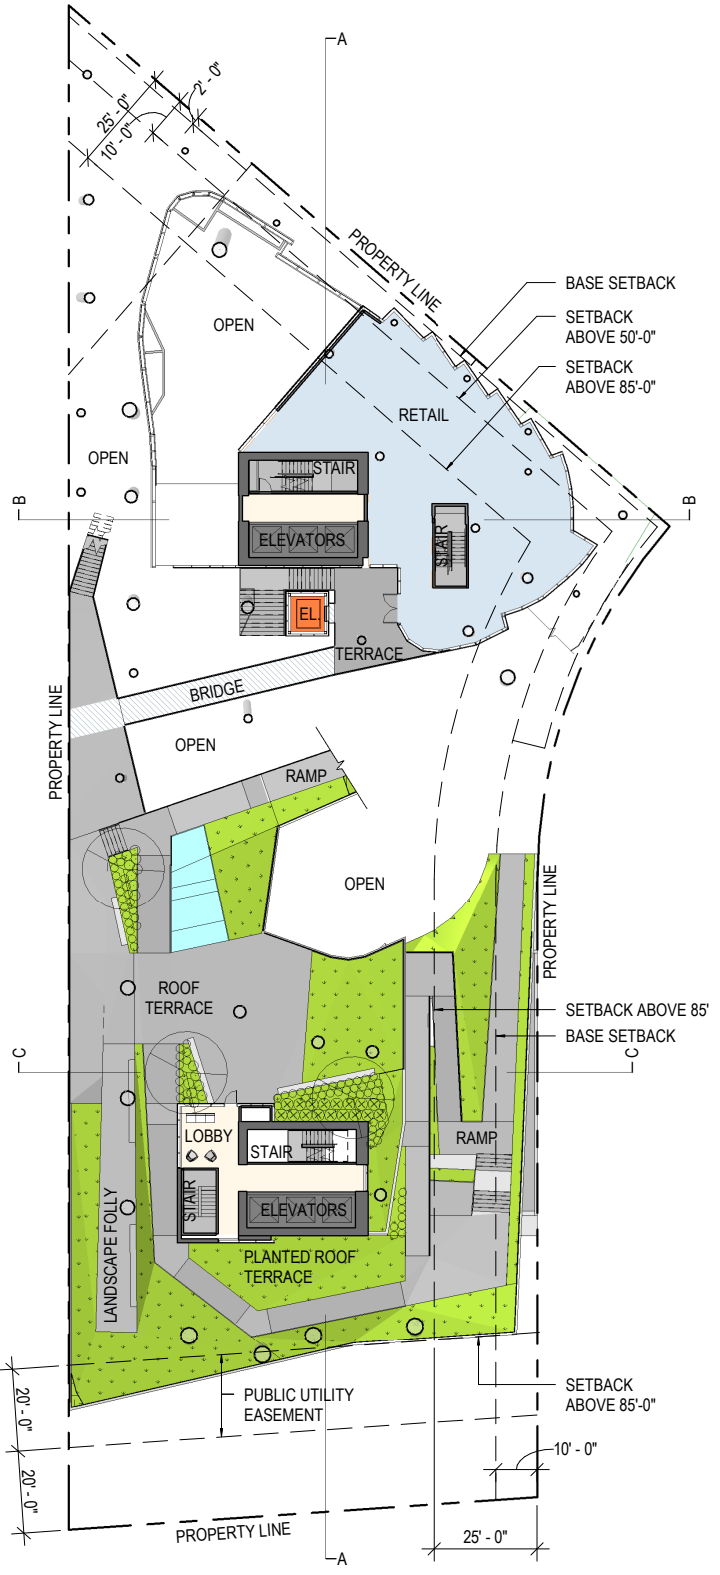 A
2' - 0"
25' - 0"
10' - 0"
PROPERTY LINE
BASE SETBACK
SETBACK
ABOVE 50'-0"
SETBACK
ABOVE 85'-0"
OPEN
RETAIL
OPEN
STAIR
B
B
ELEVATORS
STAIR
EL.
TERRACE
BRIDGE
PROPERTY LINE
OPEN
RAMP
OPEN
PROPERTY LINE
ROOF
TERRACE
SETBACK ABOVE 85'
BASE SETBACK
C
C
LOBBY
STAIR
RAMP
STAIR
ELEVATORS
LANDSCAPE FOLLY
PLANTED ROOF
TERRACE
PUBLIC UTILITY
EASEMENT
SETBACK
ABOVE 85'-0"
20' - 0"
10' - 0"
20' - 0"
PROPERTY LINE
25' - 0"
A